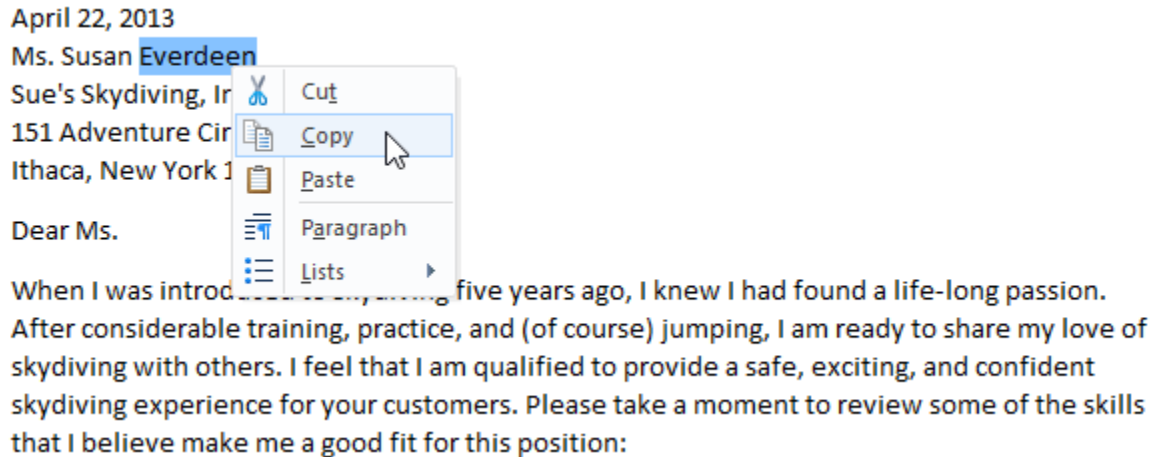 April 22, 2013
Ms. Susan Everdeen
Sue's Skydiving,
151 Adventure
Ithaca, New York
Cut
Copy
Paste
Paragraph
Lists
Dear Ms.
When I was introduced to skydiving five years ago, I knew I had found a life-long passion.
After considerable training, practice, and (of course) jumping, I am ready to share my love of
skydiving with others. I feel that I am qualified to provide a safe, exciting, and confident
skydiving experience for your customers. Please take a moment to review some of the skills
that I believe make me a good fit for this position: